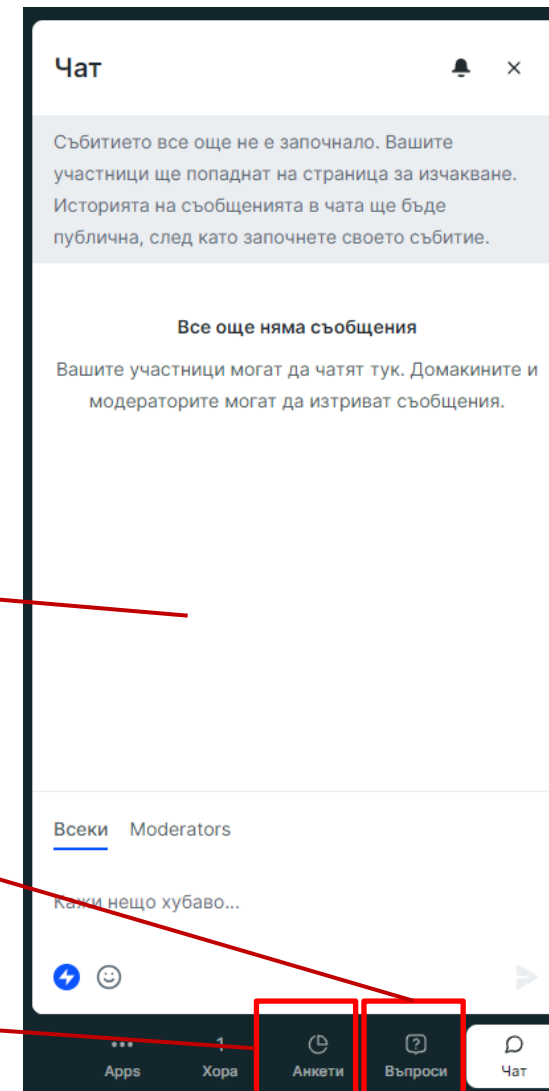 Чат
Събитието все още не е започнало. Вашите
участници ще попаднат на страница за изчакване.
Историята на съобщенията в чата ще бъде
публична, след като започнете своето събитие.
Все още няма съобщения
Вашите участници могат да чатят тук. Домакините и
модераторите могат да изтриват съобщения.
Всеки Moderators
Кажи нещо хубаво...
1
Apps Хора Анкети Въпроси Чат